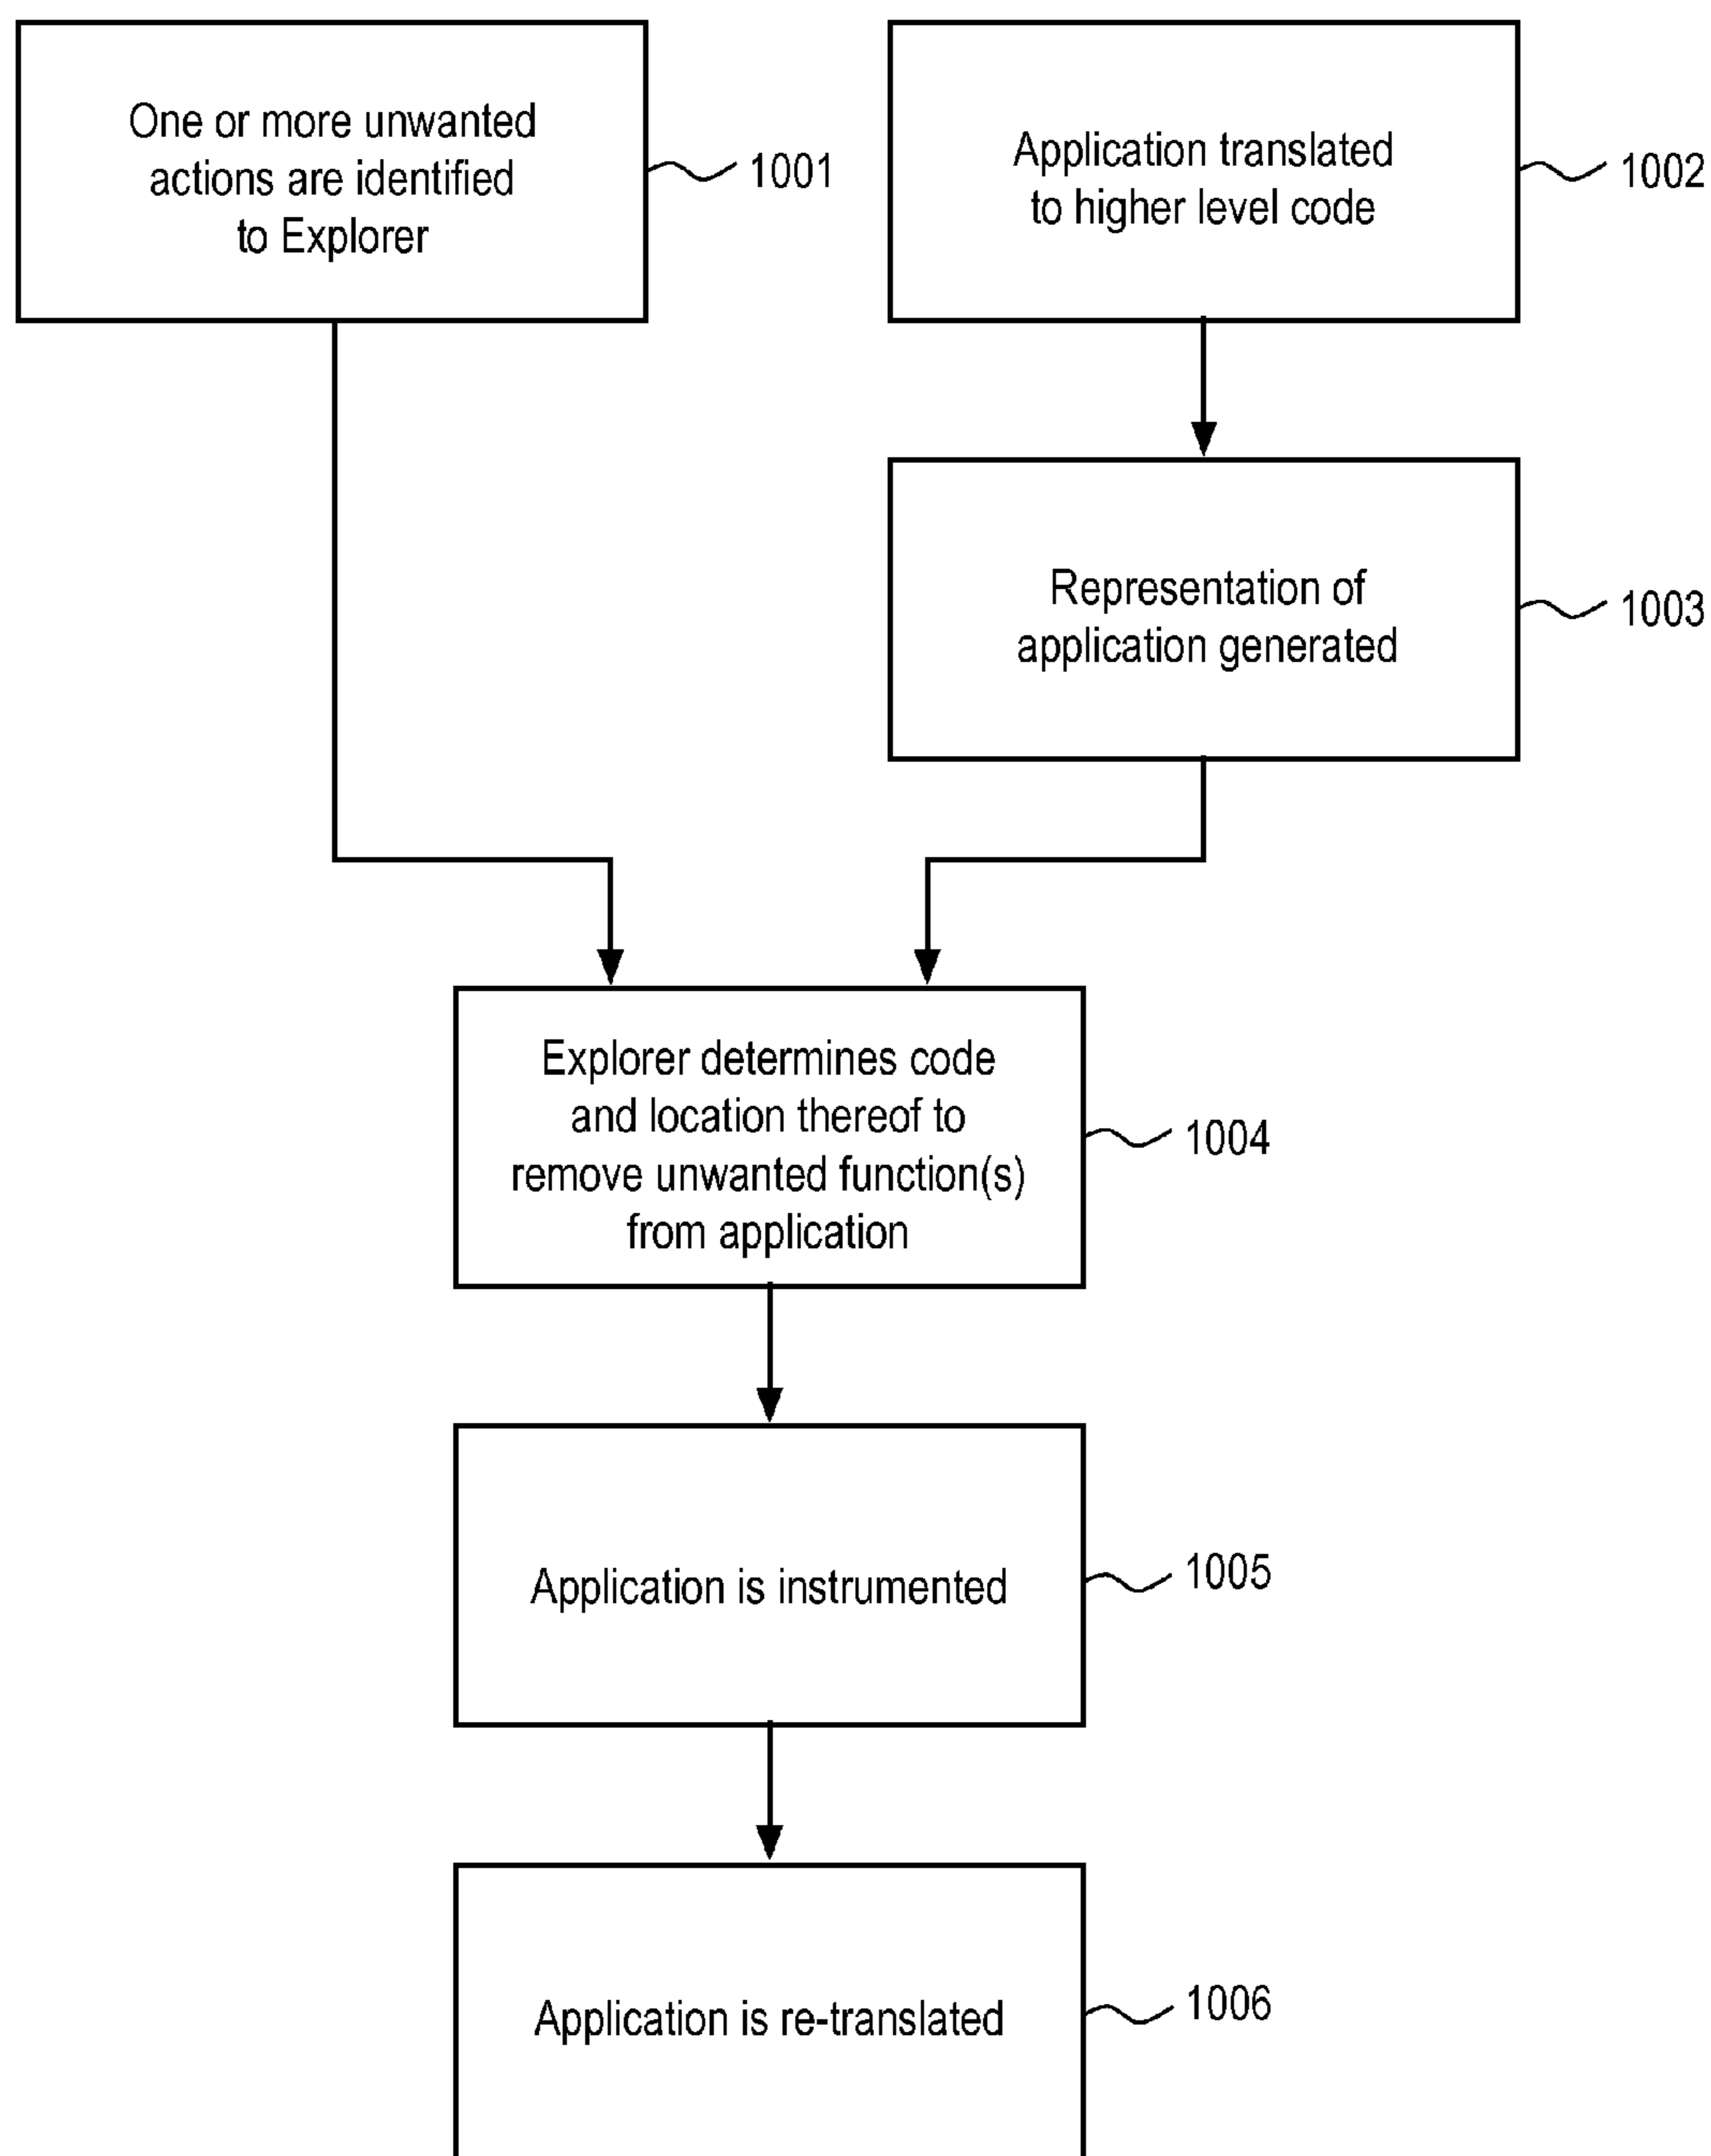 One or more unwanted
actions are identified
to Explorer
1001
Application translated
to higher level code
1002
Representation of
application generated
1003
Explorer determines code
and location thereof to
remove unwanted function(s)
from application
1004
Application is instrumented
1005
Application is re-translated
1006